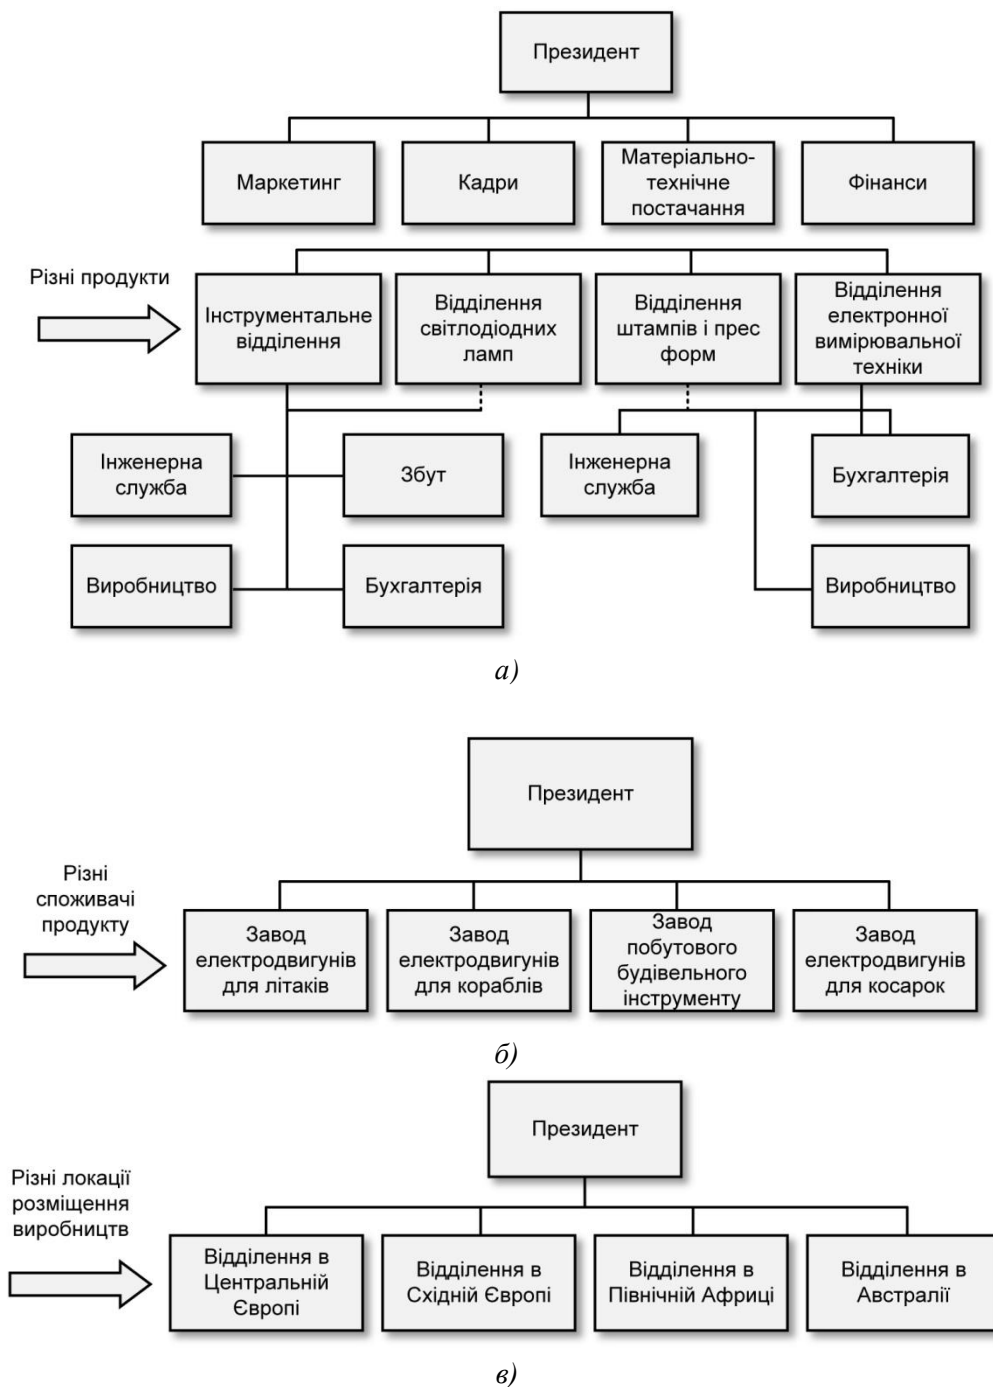 Президент
Маркетинг
Кадри
Матеріально-
технічне
постачання
Фінанси
Різні продукти
Інструментальне
відділення
Відділення
світлодіодних
ламп
Відділення
штампів і прес
форм
Відділення
електронної
вимірювальної
техніки
Інженерна
служба
Збут
Інженерна
служба
Бухгалтерія
Виробництво
Бухгалтерія
Виробництво
а)
Президент
Різні
споживачі
продукту
Завод
електродвигунів
для літаків
Завод
електродвигунів
для кораблів
Завод
побутового
будівельного
інструменту
Завод
електродвигунів
для косарок
б)
Президент
Різні локації
розміщення
виробництв
Відділення в
Центральній
Європі
Відділення в
Східній Європі
Відділення в
Північній Африці
Відділення в
Австралії
в)